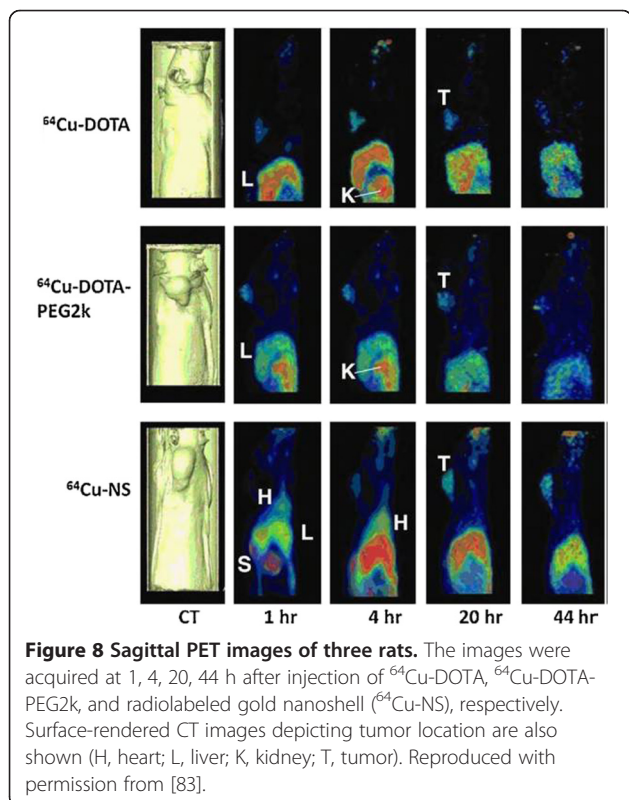 ⁶⁴Cu-DOTA
T
L
K
⁶⁴Cu-DOTA-
PEG2k
T
L
K
⁶⁴Cu-NS
T
H
H
L
S
CT 1 hr 4 hr 20 hr 44 hr
Figure 8 Sagittal PET images of three rats. The images were
acquired at 1, 4, 20, 44 h after injection of ⁶⁴Cu-DOTA, ⁶⁴Cu-DOTA-
PEG2k, and radiolabeled gold nanoshell (⁶⁴Cu-NS), respectively.
Surface-rendered CT images depicting tumor location are also
shown (H, heart; L, liver; K, kidney; T, tumor). Reproduced with
permission from [83].